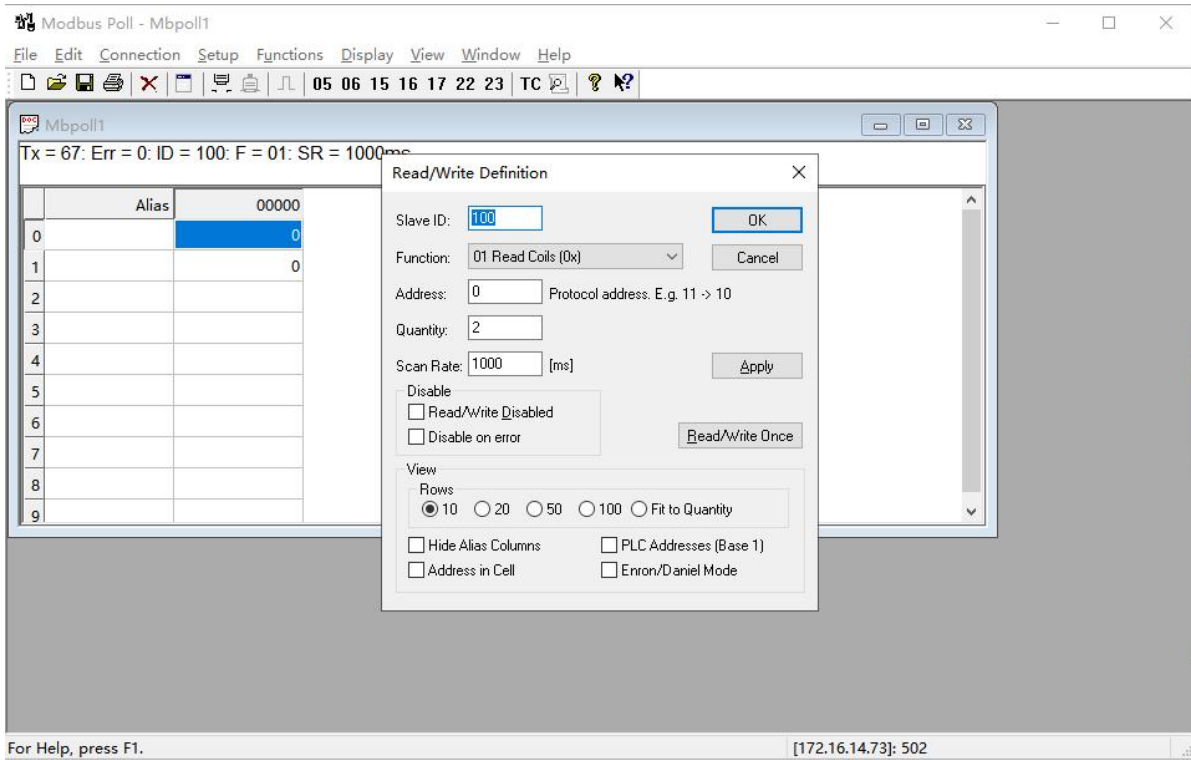 Modbus Poll - Mbpoll1
File Edit Connection Setup Functions Display View Window Help
05 06 15 16 17 22 23 TC
Mbpoll1
Tx = 67: Err = 0: ID = 100: F = 01: SR = 1000ms
Alias 00000
0 0
1 0
2
3
4
5
6
7
8
9
Read/Write Definition
Slave ID: 100 OK
Function: 01 Read Coils (0x) Cancel
Address: 0 Protocol address. E.g. 11 -> 10
Quantity: 2
Scan Rate: 1000 [ms] Apply
Disable
Read/Write Disabled
Disable on error Read/Write Once
View
Rows
10 20 50 100 Fit to Quantity
Hide Alias Columns PLC Addresses (Base 1)
Address in Cell Enron/Daniel Mode
For Help, press F1. [172.16.14.73]: 502